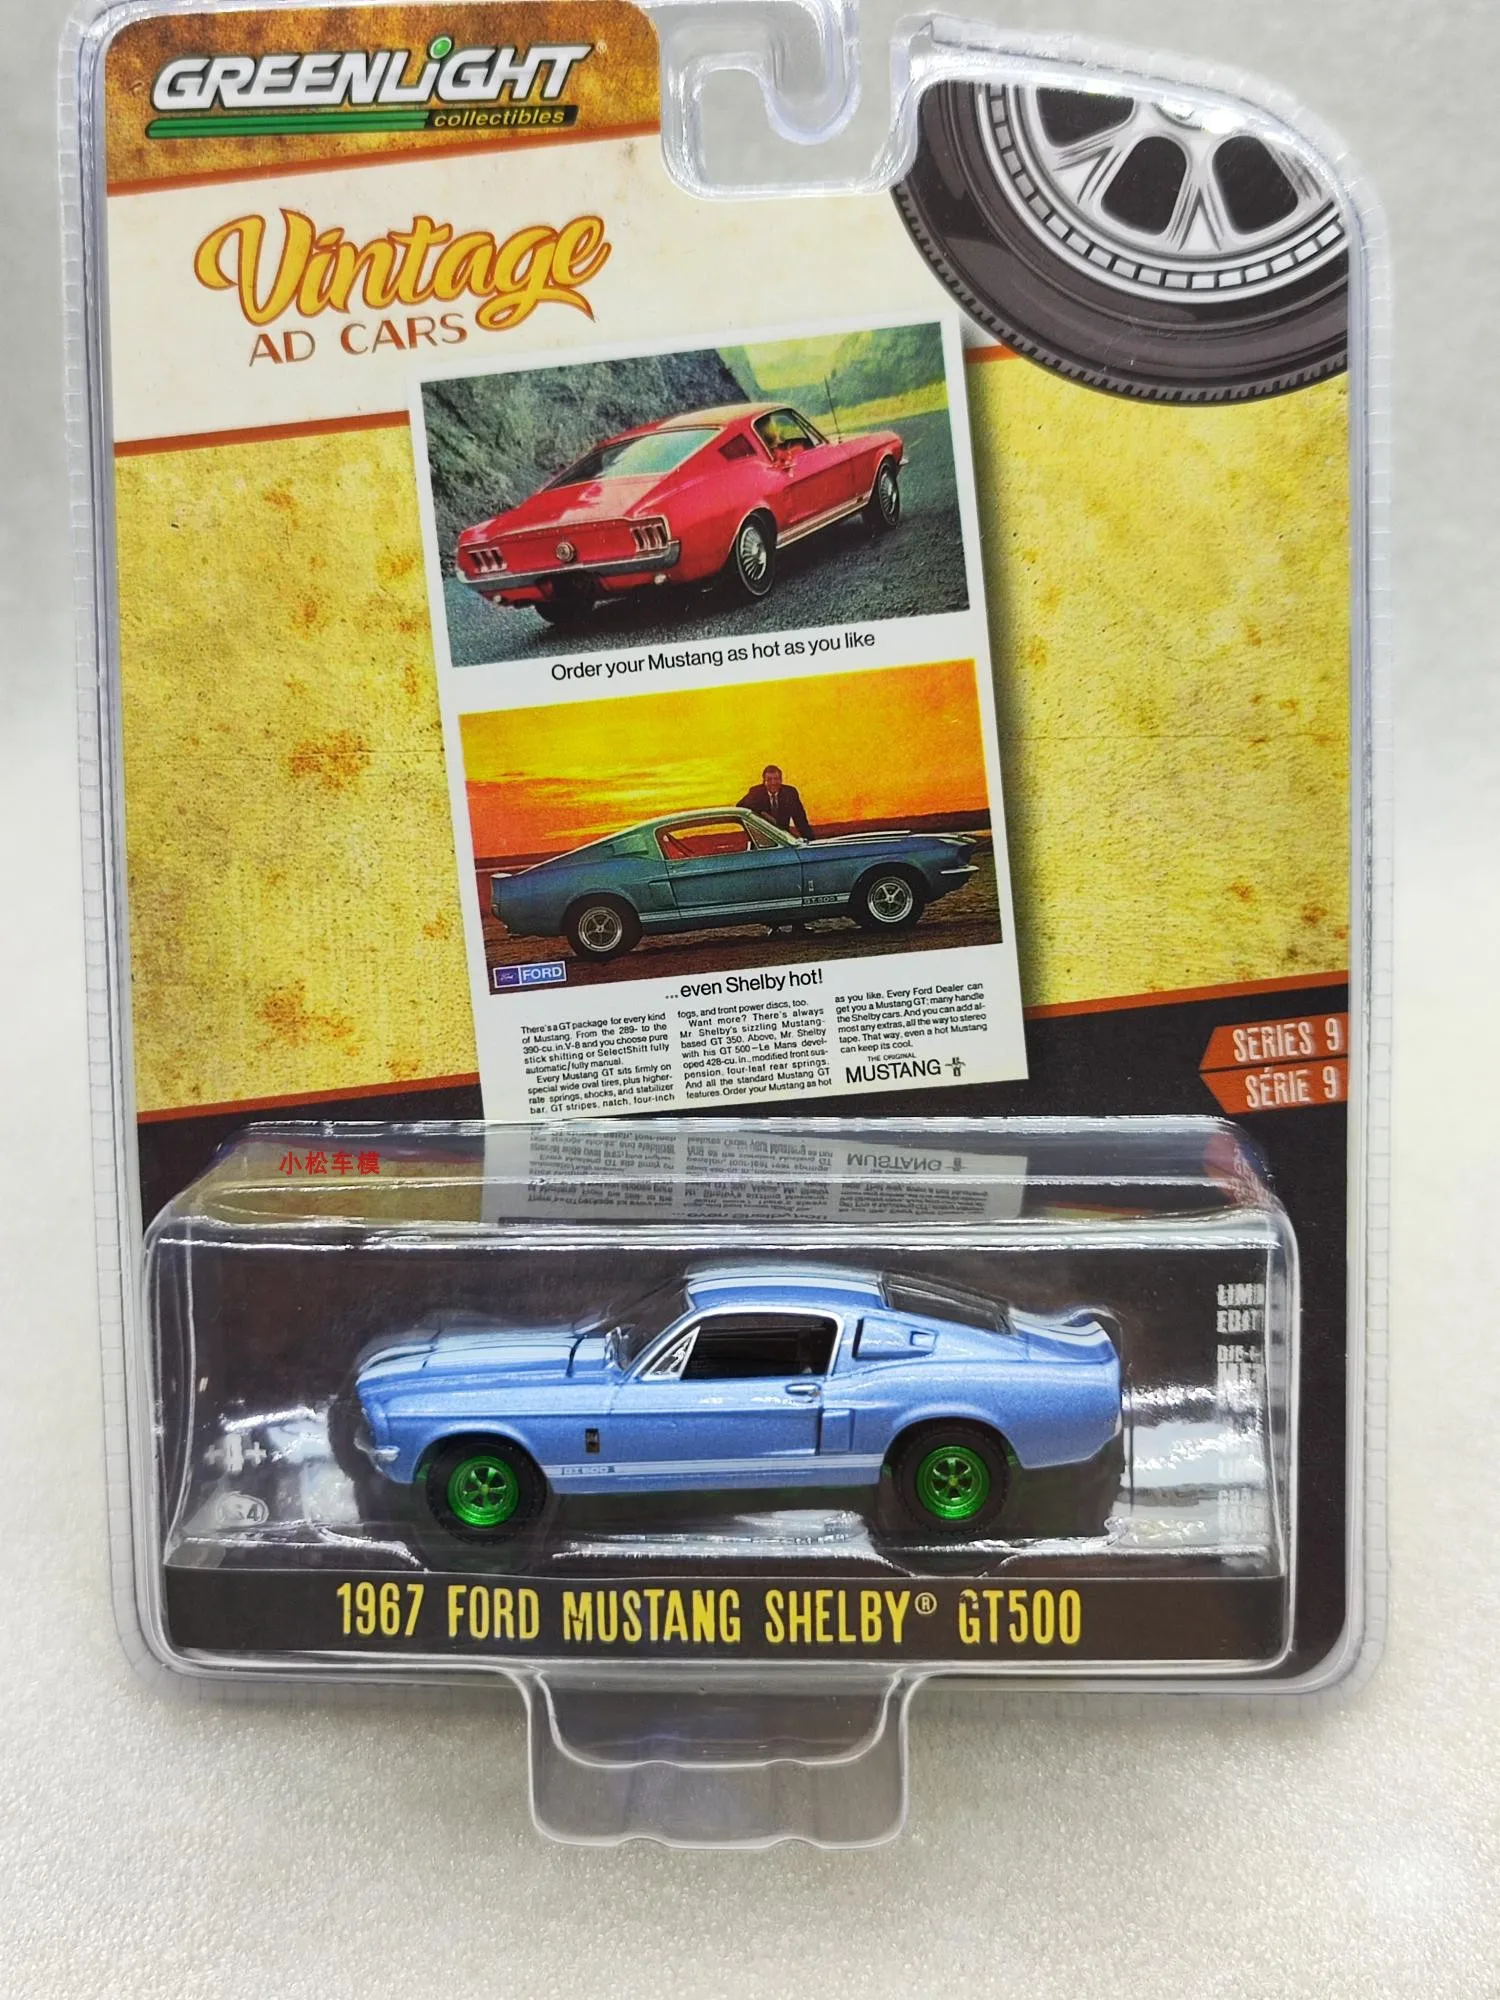 GREENLiGHT®
collectibles
Vintage
AD CARS
Order your Mustang as hot as you like
FORD
...even Shelby hot!
There's a GT package for every kind
of Mustang. From the 289- to the
390-cu. in. V-8 and you choose pure
stick shifting or SelectShift fully
automatic/fully manual.
Every Mustang GT sits firmly on
special wide oval tires, plus higher-
rate springs, shocks, and stabilizer
bar, GT stripes, natch, four-inch
fogs, and front power discs, too.
Want more? There's always
Mr. Shelby's sizzling Mustang-
based GT 350. Above, Mr. Shelby
with his GT 500—Le Mans devel-
oped 428-cu. in., modified front sus-
pension, four-leaf rear springs.
And all the standard Mustang GT
features. Order your Mustang as hot
as you like. Every Ford Dealer can
get you a Mustang GT; many handle
the Shelby cars. And you can add al-
most any extras, all the way to stereo
tape. That way, even a hot Mustang
can keep its cool.
THE ORIGINAL
MUSTANG
SERIES 9
SÉRIE 9
小松车模
GT500
1967 FORD MUSTANG SHELBY® GT500